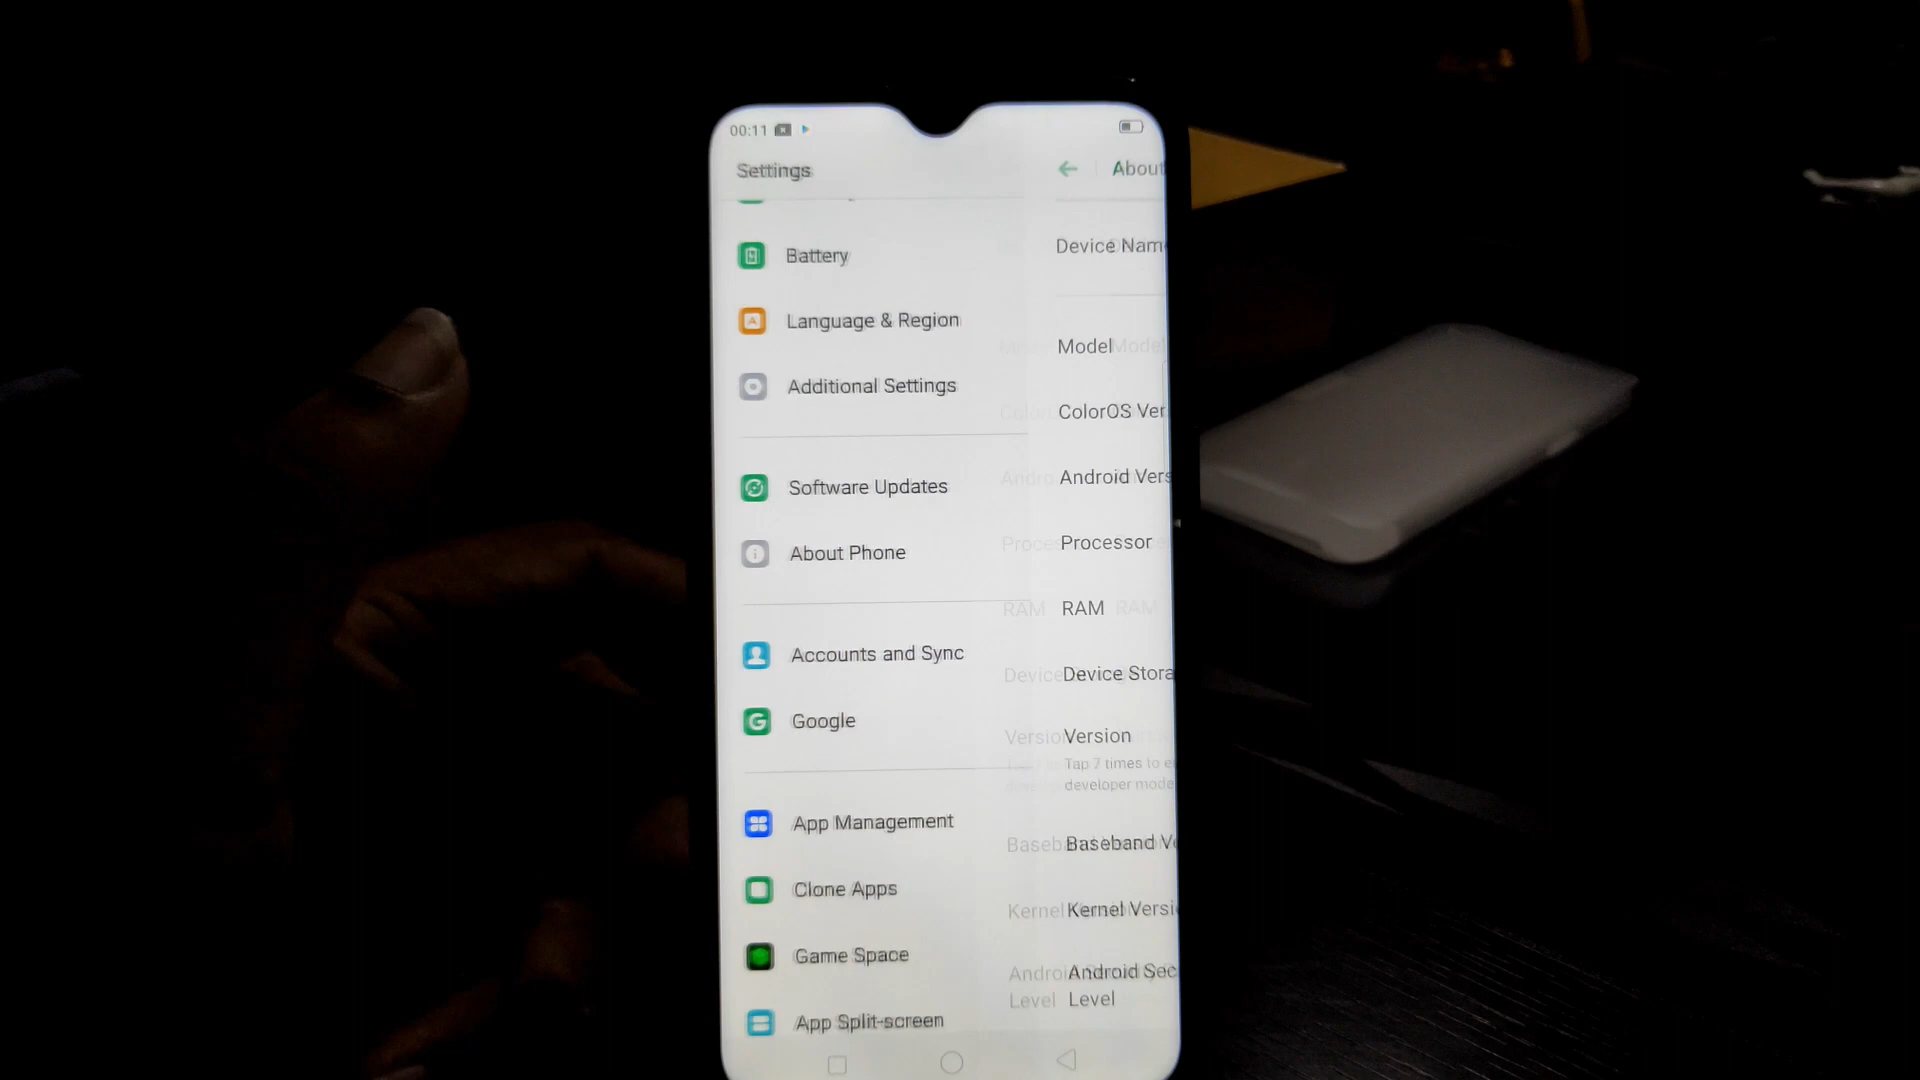 00:11
Settings
Battery
Language & Region
Additional Settings
Software Updates
About Phone
Accounts and Sync
Google
App Management
Clone Apps
Game Space
App Split-screen
About
Device Nam
Model
ColorOS Ver
Android Vers
Processor
RAM
Device Stora
Version
Tap 7 times to e
developer mode
Baseband Ve
Kernel Versi
Android Sec
Level